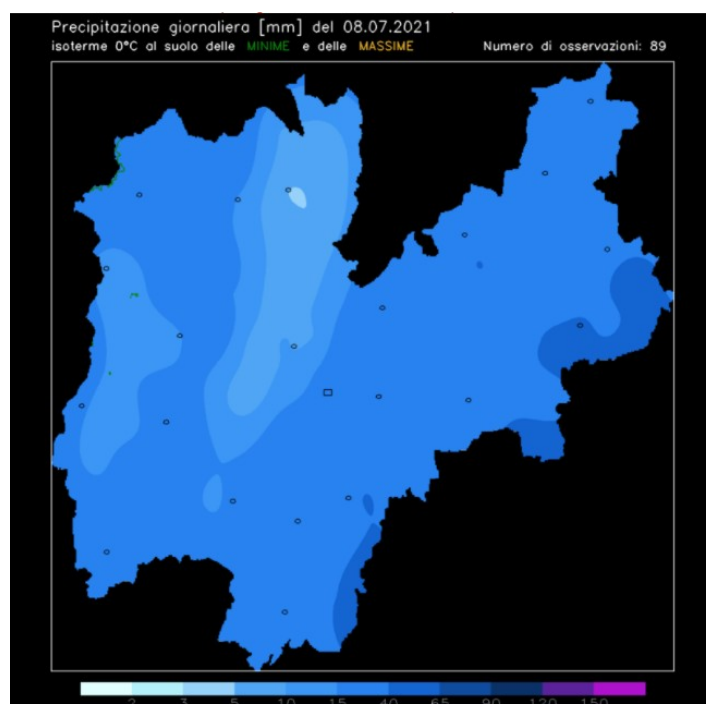 Precipitazione giornaliera [mm] del 08.07.2021
isoterme 0°C al suolo delle MINIME e delle MASSIME Numero di osservazioni: 89
2 3 5 10 15 40 65 90 120 150